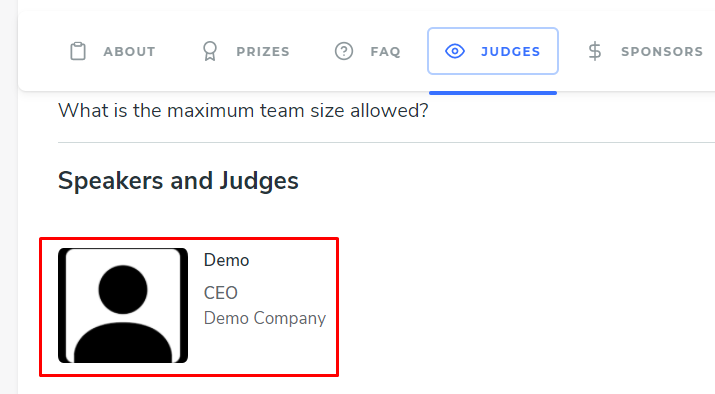 ABOUT PRIZES FAQ JUDGES SPONSORS
What is the maximum team size allowed?
Speakers and Judges
Demo
CEO
Demo Company